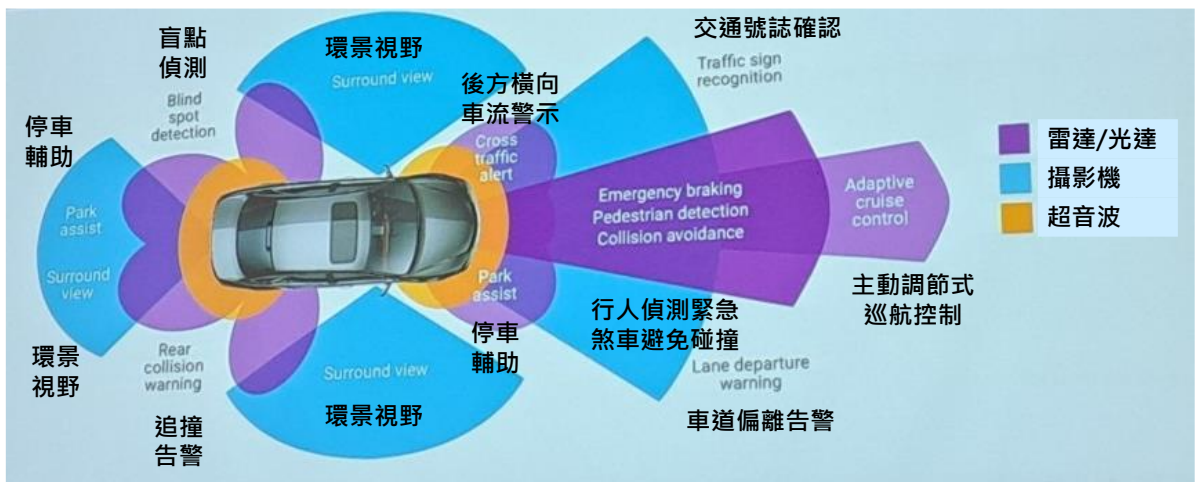 盲點
偵測
環景視野
Surround view
Blind
spot
detection
停車
輔助
Park
assist
Surround
view
環景
視野
Rear
collision
warning
追撞
告警
Surround view
環景視野
後方橫向
車流警示
Cross
traffic
alert
Park
assist
停車
輔助
交通號誌確認
Traffic sign
recognition
Emergency braking
Pedestrian detection
Collision avoidance
行人偵測緊急
煞車避免碰撞
Lane departure
warning
車道偏離告警
Adaptive
cruise
control
主動調節式
巡航控制
雷達/光達
攝影機
超音波